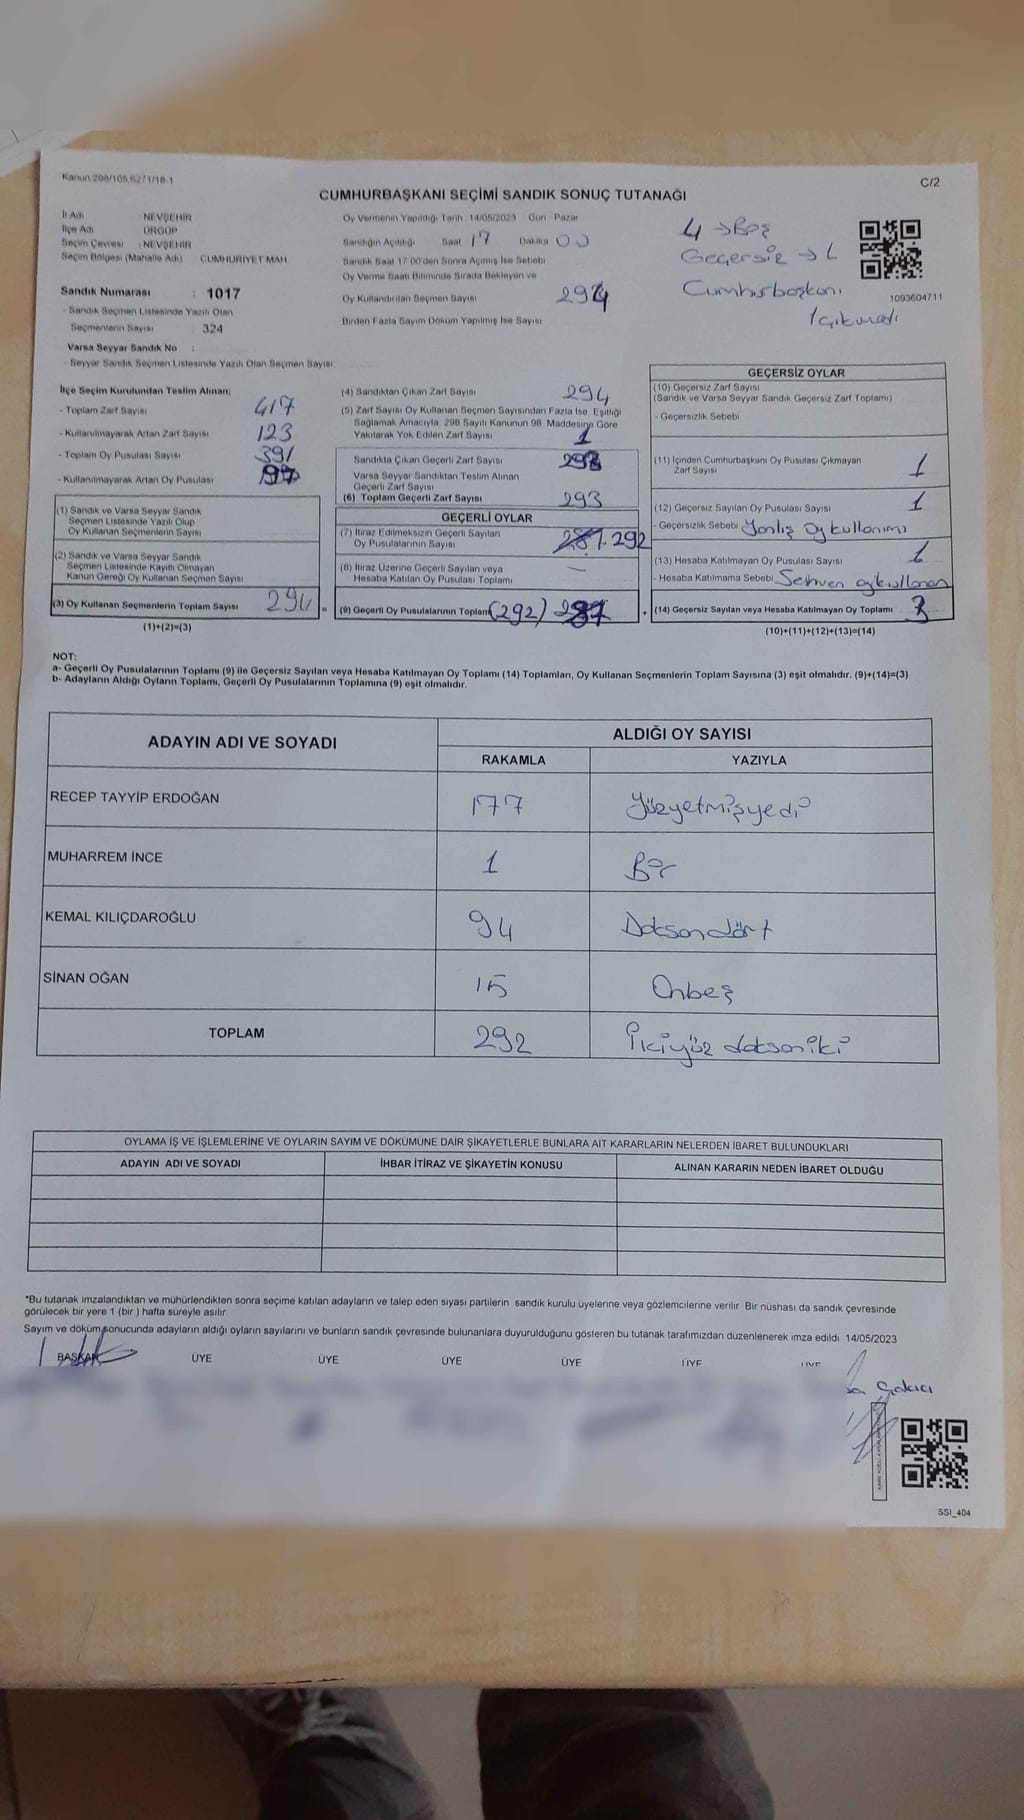 Kanun:298/105,6271/18-1
C/2
CUMHURBAŞKANI SEÇİMİ SANDIK SONUÇ TUTANAĞI
İl Adı NEVŞEHİR
İlçe Adı ÜRGÜP
Seçim Çevresi : NEVŞEHİR
Seçim Bölgesi (Mahalle Adı) CUMHURİYET MAH
Sandık Numarası : 1017
- Sandık Seçmen Listesinde Yazılı Olan
Seçmenlerin Sayısı 324
Varsa Seyyar Sandık No :
- Seyyar Sandık Seçmen Listesinde Yazılı Olan Seçmen Sayısı
Oy Vermenin Yapıldığı Tarih : 14/05/2023 Gün Pazar
Sandığın Açıldığı Saat 17 Dakika 00
Sandık Saat 17:00'den Sonra Açılmış İse Sebebi
Oy Verme Saati Bitiminde Sırada Bekleyen ve
Oy Kullandırılan Seçmen Sayısı 294
Birden Fazla Sayım Döküm Yapılmış İse Sayısı
4 → Boş
Geçersiz → 1
Cumhurbaşkanı
1 çıkmadı
1093604711
İlçe Seçim Kurulundan Teslim Alınan;
- Toplam Zarf Sayısı 417
- Kullanılmayarak Artan Zarf Sayısı 123
- Toplam Oy Pusulası Sayısı 391
- Kullanılmayarak Artan Oy Pusulası 97
(1) Sandık ve Varsa Seyyar Sandık
Seçmen Listesinde Yazılı Olup
Oy Kullanan Seçmenlerin Sayısı
(2) Sandık ve Varsa Seyyar Sandık
Seçmen Listesinde Kayıtlı Olmayan
Kanun Gereği Oy Kullanan Seçmen Sayısı
(3) Oy Kullanan Seçmenlerin Toplam Sayısı 294 =
(1)+(2)=(3)
(4) Sandıktan Çıkan Zarf Sayısı 294
(5) Zarf Sayısı Oy Kullanan Seçmen Sayısından Fazla İse, Eşitliği
Sağlamak Amacıyla, 298 Sayılı Kanunun 98. Maddesine Göre
Yakılarak Yok Edilen Zarf Sayısı 1
Sandıkta Çıkan Geçerli Zarf Sayısı 293
Varsa Seyyar Sandıktan Teslim Alınan
Geçerli Zarf Sayısı
(6) Toplam Geçerli Zarf Sayısı 293
GEÇERLİ OYLAR
(7) İtiraz Edilmeksizin Geçerli Sayılan
Oy Pusulalarının Sayısı 287. 292
(8) İtiraz Üzerine Geçerli Sayılan veya
Hesaba Katılan Oy Pusulası Toplamı —
(9) Geçerli Oy Pusulalarının Toplamı (292) 287 +
GEÇERSİZ OYLAR
(10) Geçersiz Zarf Sayısı
(Sandık ve Varsa Seyyar Sandık Geçersiz Zarf Toplamı)
- Geçersizlik Sebebi
(11) İçinden Cumhurbaşkanı Oy Pusulası Çıkmayan
Zarf Sayısı 1
(12) Geçersiz Sayılan Oy Pusulası Sayısı 1
- Geçersizlik Sebebi Yanlış Oy kullanımı
(13) Hesaba Katılmayan Oy Pusulası Sayısı 1
- Hesaba Katılmama Sebebi Sehven oy kullanan
(14) Geçersiz Sayılan veya Hesaba Katılmayan Oy Toplamı 3
(10)+(11)+(12)+(13)=(14)
NOT:
a- Geçerli Oy Pusulalarının Toplamı (9) ile Geçersiz Sayılan veya Hesaba Katılmayan Oy Toplamı (14) Toplamları, Oy Kullanan Seçmenlerin Toplam Sayısına (3) eşit olmalıdır. (9)+(14)=(3)
b- Adayların Aldığı Oyların Toplamı, Geçerli Oy Pusulalarının Toplamına (9) eşit olmalıdır.
ADAYIN ADI VE SOYADI ALDIĞI OY SAYISI
RAKAMLA YAZIYLA
RECEP TAYYİP ERDOĞAN 177 Yüzyetmişyedi
MUHARREM İNCE 1 Bir
KEMAL KILIÇDAROĞLU 94 Doksandört
SİNAN OĞAN 15 Onbeş
TOPLAM 292 İkiyüz doksaniki
OYLAMA İŞ VE İŞLEMLERİNE VE OYLARIN SAYIM VE DÖKÜMÜNE DAİR ŞİKAYETLERLE BUNLARA AİT KARARLARIN NELERDEN İBARET BULUNDUKLARI
ADAYIN ADI VE SOYADI İHBAR İTİRAZ VE ŞİKAYETİN KONUSU ALINAN KARARIN NEDEN İBARET OLDUĞU
*Bu tutanak imzalandıktan ve mühürlendikten sonra seçime katılan adayların ve talep eden siyasi partilerin sandık kurulu üyelerine veya gözlemcilerine verilir. Bir nüshası da sandık çevresinde
görülecek bir yere 1 (bir ) hafta süreyle asılır.
Sayım ve döküm sonucunda adayların aldığı oyların sayılarını ve bunların sandık çevresinde bulunanlara duyurulduğunu gösteren bu tutanak tarafımızdan düzenlenerek imza edildi. 14/05/2023
BAŞKAN ÜYE ÜYE ÜYE ÜYE ÜYE ÜYE
SSI_404